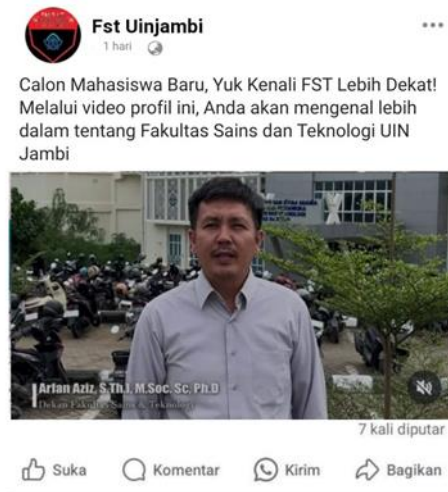 Fst Uinjambi
1 hari
Calon Mahasiswa Baru, Yuk Kenali FST Lebih Dekat!
Melalui video profil ini, Anda akan mengenal lebih
dalam tentang Fakultas Sains dan Teknologi UIN
Jambi
Arfan Aziz, S.Th.I, M.Soc. Sc. Ph.D
Dekan Fakultas Sains & Teknologi
7 kali diputar
Suka
Komentar
Kirim
Bagikan